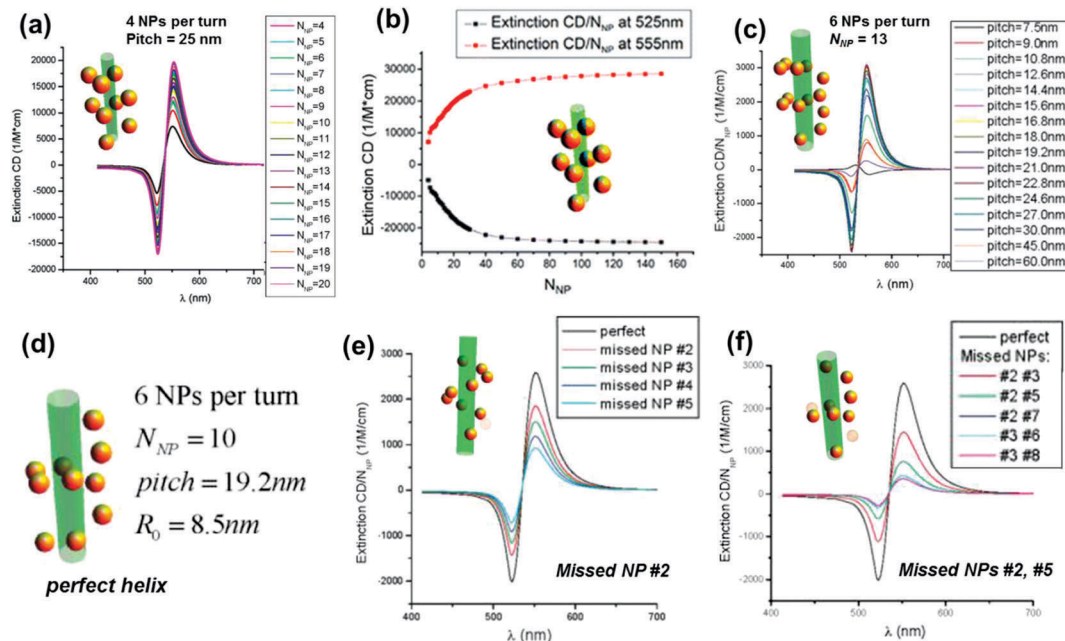 (a)
4 NPs per turn
Pitch = 25 nm
Extinction CD (1/M*cm)
20000
15000
10000
5000
0
-5000
-10000
-15000
-20000
400
500
600
700
λ (nm)
N_NP=4
N_NP=5
N_NP=6
N_NP=7
N_NP=8
N_NP=9
N_NP=10
N_NP=11
N_NP=12
N_NP=13
N_NP=14
N_NP=15
N_NP=16
N_NP=17
N_NP=18
N_NP=19
N_NP=20
(b)
Extinction CD/N_NP at 525nm
Extinction CD/N_NP at 555nm
Extinction CD (1/M*cm)
30000
20000
10000
0
-10000
-20000
-30000
0
20
40
60
80
100
120
140
160
N_NP
(c)
6 NPs per turn
N_NP = 13
Extinction CD/N_NP (1/M/cm)
3000
2000
1000
0
-1000
-2000
400
500
600
700
λ (nm)
pitch=7.5nm
pitch=9.0nm
pitch=10.8nm
pitch=12.6nm
pitch=14.4nm
pitch=15.6nm
pitch=16.8nm
pitch=18.0nm
pitch=19.2nm
pitch=21.0nm
pitch=22.8nm
pitch=24.6nm
pitch=27.0nm
pitch=30.0nm
pitch=45.0nm
pitch=60.0nm
(d)
6 NPs per turn
N_NP = 10
pitch = 19.2nm
R_0 = 8.5nm
perfect helix
(e)
perfect
missed NP #2
missed NP #3
missed NP #4
missed NP #5
Extinction CD/N_NP (1/M/cm)
3000
2000
1000
0
-1000
-2000
400
500
600
700
λ (nm)
Missed NP #2
(f)
perfect
Missed NPs:
#2 #3
#2 #5
#2 #7
#3 #6
#3 #8
Extinction CD/N_NP (1/M/cm)
3000
2000
1000
0
-1000
-2000
400
500
600
700
λ (nm)
Missed NPs #2, #5